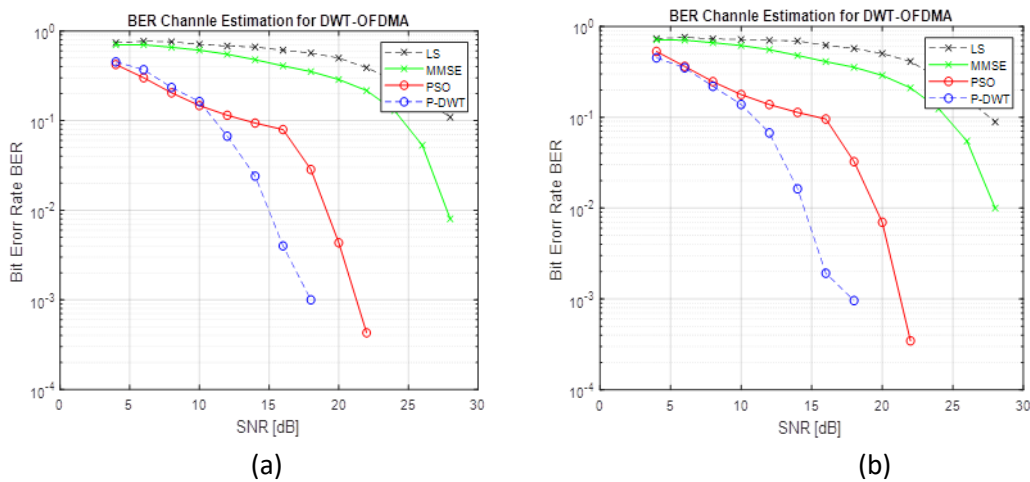 BER Channle Estimation for DWT-OFDMA
10^0
10^-1
10^-2
10^-3
10^-4
Bit Erorr Rate BER
LS
MMSE
PSO
P-DWT
0 5 10 15 20 25 30
SNR [dB]
(a)
BER Channle Estimation for DWT-OFDMA
10^0
10^-1
10^-2
10^-3
10^-4
Bit Erorr Rate BER
LS
MMSE
PSO
P-DWT
0 5 10 15 20 25 30
SNR [dB]
(b)